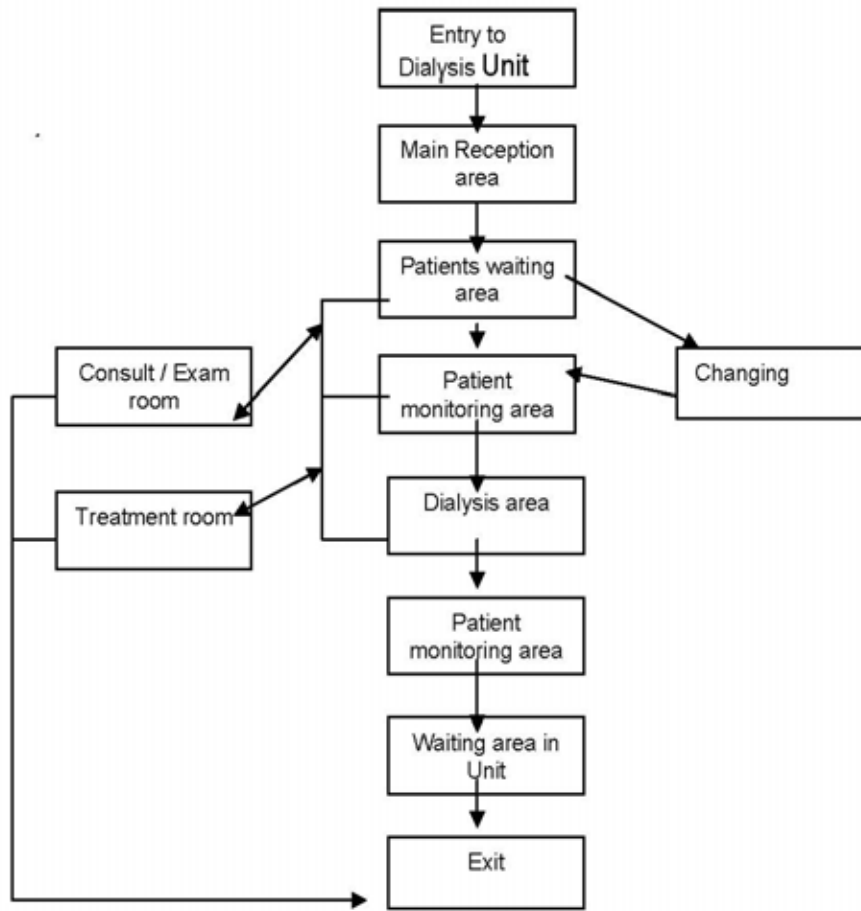 Entry to
Dialysis Unit
Main Reception
area
Patients waiting
area
Consult / Exam
room
Patient
monitoring area
Changing
Treatment room
Dialysis area
Patient
monitoring area
Waiting area in
Unit
Exit